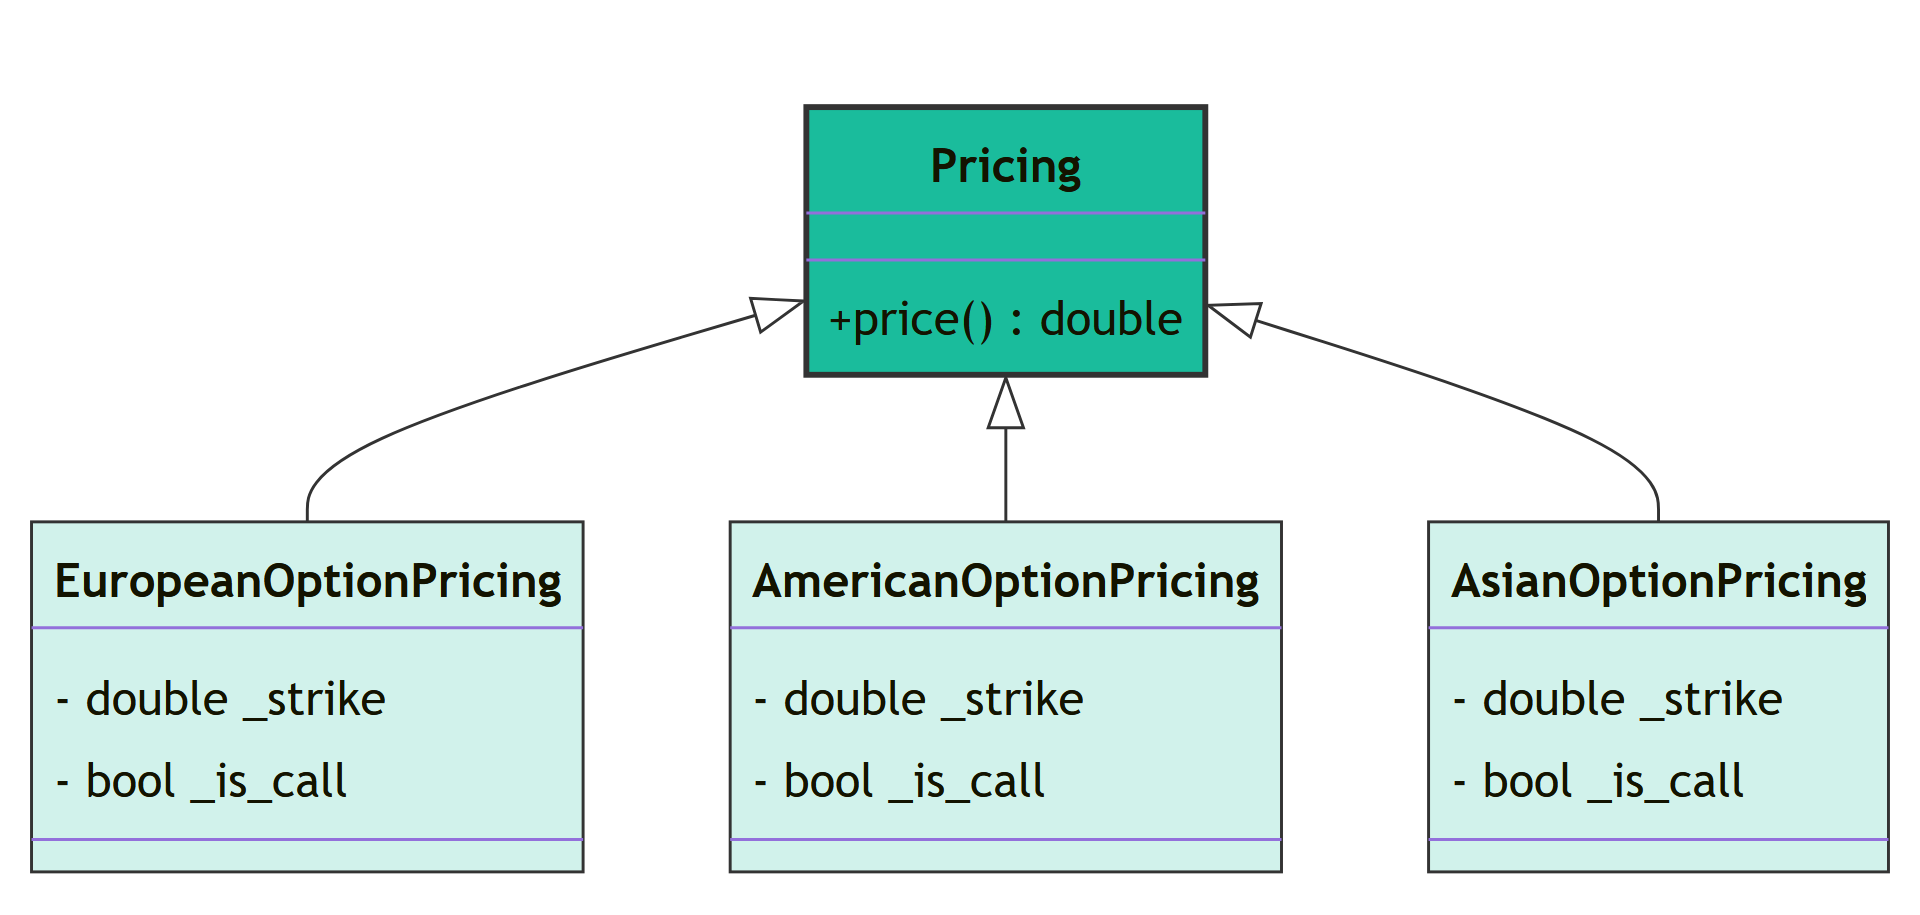 Pricing
+price() : double
EuropeanOptionPricing
- double _strike
- bool _is_call
AmericanOptionPricing
- double _strike
- bool _is_call
AsianOptionPricing
- double _strike
- bool _is_call